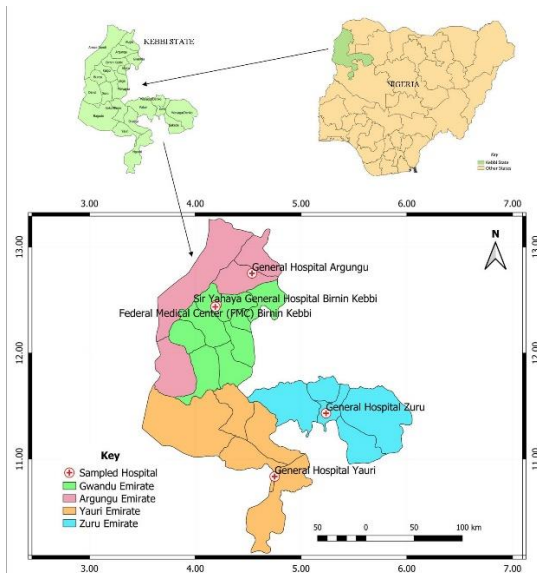 KEBBI STATE
NIGERIA
Key
Kebbi State
Other States
3.00 4.00 5.00 6.00 7.00
13.00
12.00
11.00
N
General Hospital Argungu
Sir Yahaya General Hospital Birnin Kebbi
Federal Medical Center (FMC) Birnin Kebbi
General Hospital Zuru
General Hospital Yauri
Key
Sampled Hospital
Gwandu Emirate
Argungu Emirate
Yauri Emirate
Zuru Emirate
50 0 50 100 km
13.00
12.00
11.00
3.00 4.00 5.00 6.00 7.00